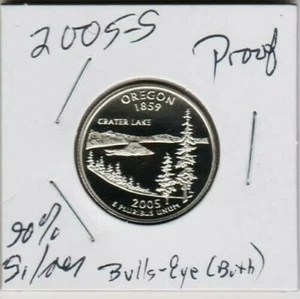 2005-S
Proof
OREGON
1859
CRATER LAKE
2005
E PLURIBUS UNUM
90%
Silver
Bulls-Eye (Both)